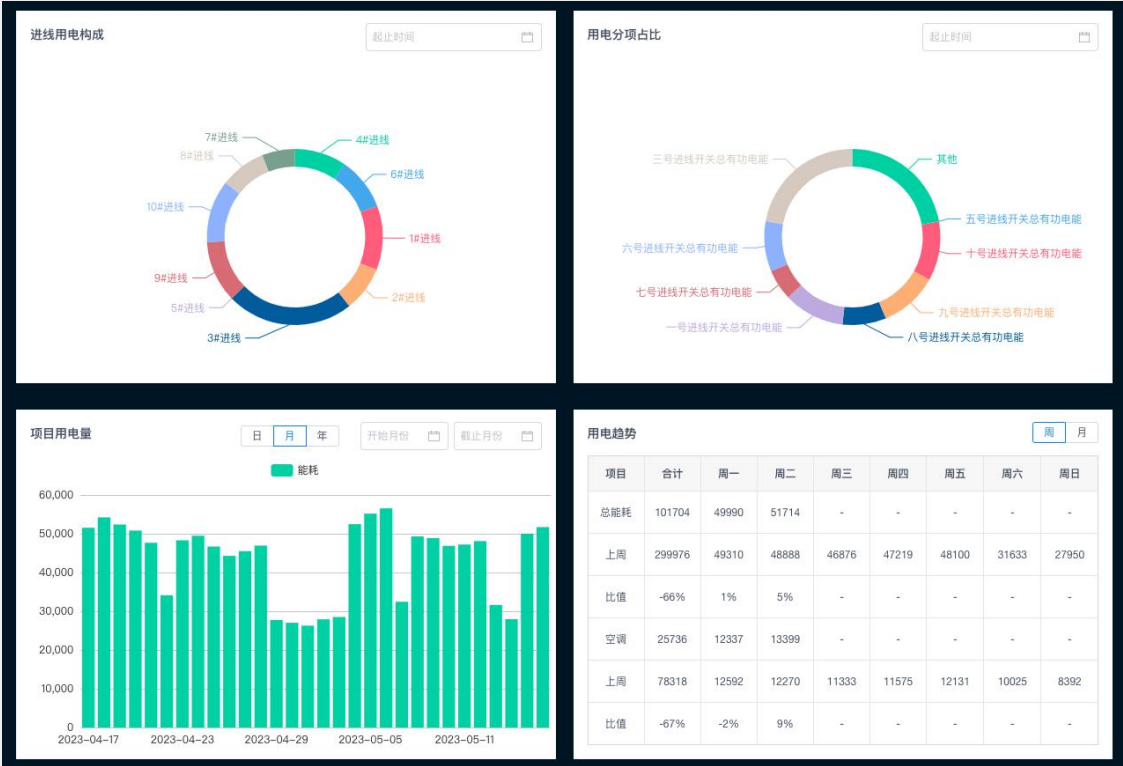 进线用电构成
起止时间
7#进线
4#进线
8#进线
6#进线
10#进线
1#进线
9#进线
2#进线
5#进线
3#进线
用电分项占比
起止时间
三号进线开关总有功电能
其他
五号进线开关总有功电能
六号进线开关总有功电能
十号进线开关总有功电能
七号进线开关总有功电能
九号进线开关总有功电能
一号进线开关总有功电能
八号进线开关总有功电能
项目用电量
日 月 年
开始月份
截止月份
能耗
60,000
50,000
40,000
30,000
20,000
10,000
0
2023-04-17 2023-04-23 2023-04-29 2023-05-05 2023-05-11
用电趋势
周 月
项目 合计 周一 周二 周三 周四 周五 周六 周日
总能耗 101704 49990 51714 - - - - -
上周 299976 49310 48888 46876 47219 48100 31633 27950
比值 -66% 1% 5% - - - - -
空调 25736 12337 13399 - - - - -
上周 78318 12592 12270 11333 11575 12131 10025 8392
比值 -67% -2% 9% - - - - -